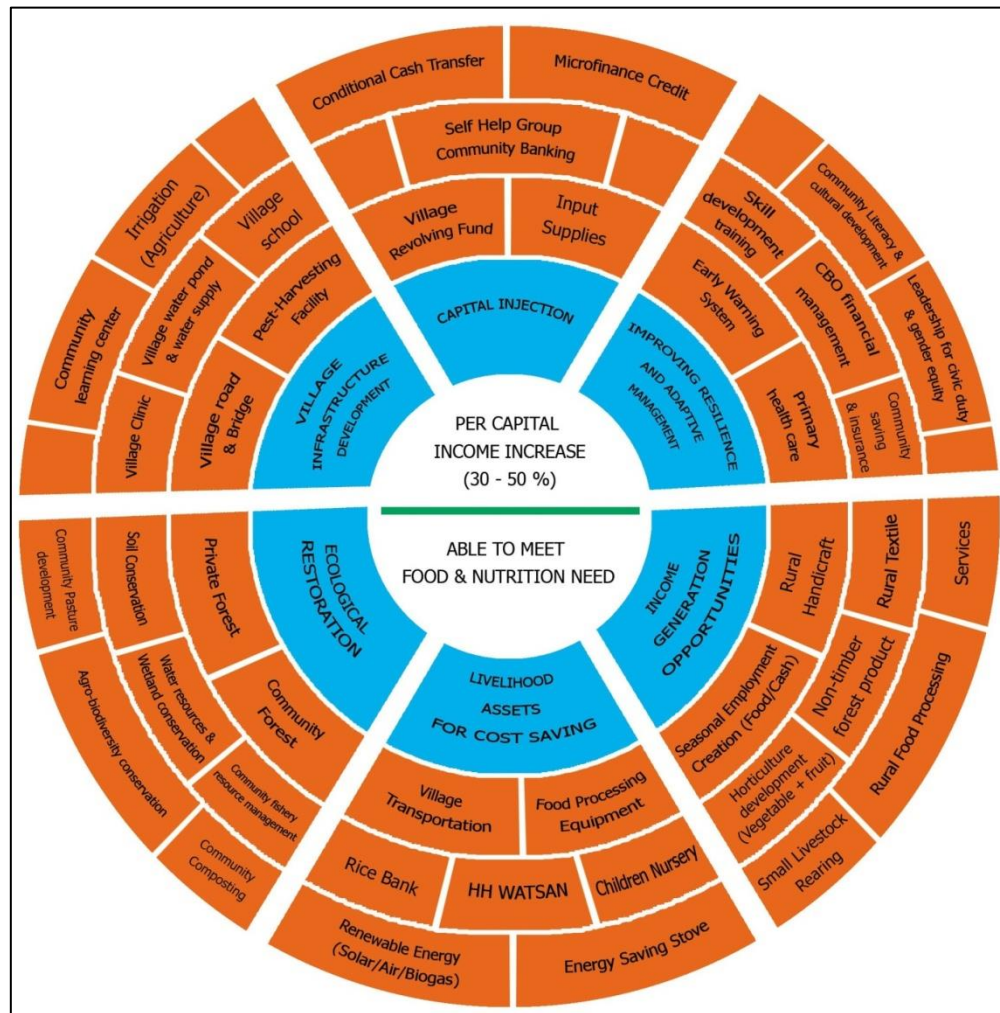 PER CAPITAL
INCOME INCREASE
(30 - 50 %)
ABLE TO MEET
FOOD & NUTRITION NEED
CAPITAL INJECTION
Village
Revolving Fund
Input
Supplies
Self Help Group
Community Banking
Conditional Cash Transfer
Microfinance Credit
IMPROVING RESILIENCE
AND ADAPTIVE
MANAGEMENT
Early Warning
System
Primary
health care
Skill
development
training
CBO financial
management
Community
saving
& insurance
Community Literacy &
cultural development
Leadership for civic duty
& gender equity
INCOME
GENERATION
OPPORTUNITIES
Rural
Handicraft
Seasonal Employment
Creation (Food/Cash)
Rural Textile
Non-timber
forest product
Horticulture
development
(Vegetable + fruit)
Services
Rural Food Processing
Small Livestock
Rearing
LIVELIHOOD
ASSETS
FOR COST SAVING
Village
Transportation
Food Processing
Equipment
Rice Bank
HH WATSAN
Children Nursery
Renewable Energy
(Solar/Air/Biogas)
Energy Saving Stove
ECOLOGICAL
RESTORATION
Private Forest
Community
Forest
Soil Conservation
Water resources &
Wetland conservation
Community fishery
resource management
Community Pasture
development
Agro-biodiversity conservation
Community
Composting
VILLAGE
INFRASTRUCTURE
DEVELOPMENT
Village road
& Bridge
Pest-Harvesting
Facility
Village Clinic
Village water pond
& water supply
Village
school
Community
learning center
Irrigation
(Agriculture)